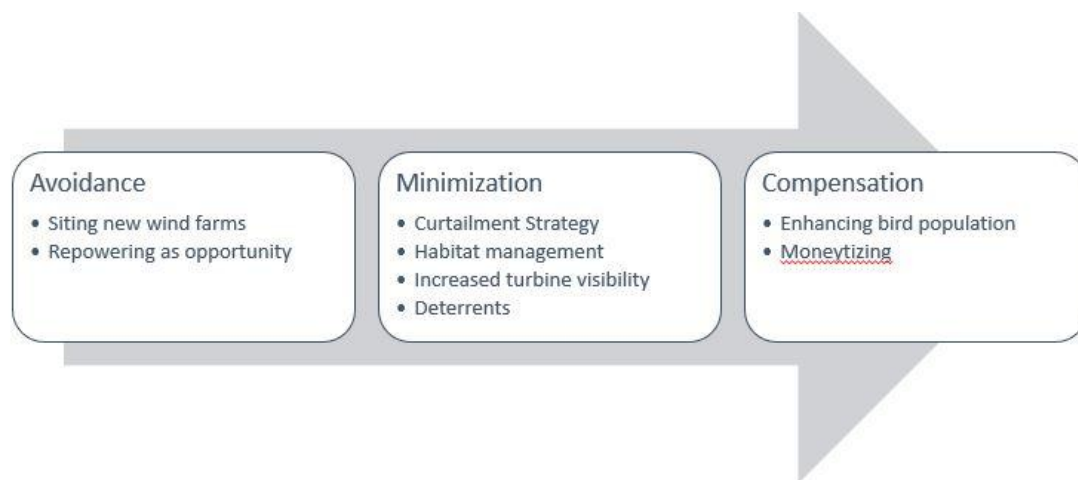 Avoidance
• Siting new wind farms
• Repowering as opportunity
Minimization
• Curtailment Strategy
• Habitat management
• Increased turbine visibility
• Deterrents
Compensation
• Enhancing bird population
• Moneytizing